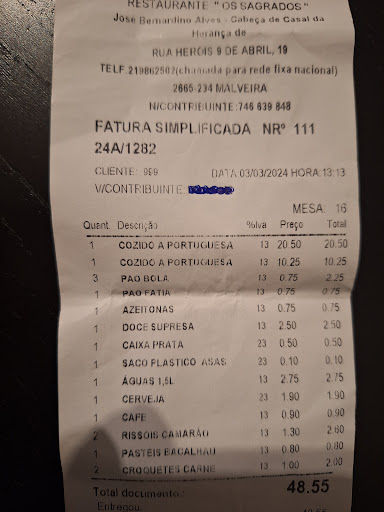 RESTAURANTE " OS SAGRADOS "
Jose Bernardino Alves - Cabeça de Casal da
Herança de
RUA HEROIS 9 DE ABRIL, 19
TELF.219862502(chamada para rede fixa nacional)
2665-234 MALVEIRA
N/CONTRIBUINTE:746 639 848
FATURA SIMPLIFICADA NRº 111
24A/1282
CLIENTE: 999 DATA 03/03/2024 HORA:13:13
V/CONTRIBUINTE:
MESA: 16
Quant. Descrição %Iva Preço Total
1 COZIDO A PORTUGUESA 13 20.50 20.50
1 COZIDO A PORTUGUESA 13 10.25 10.25
3 PAO BOLA 13 0.75 2.25
1 PAO FATIA 13 0.75 0.75
1 AZEITONAS 13 0.75 0.75
1 DOCE SUPRESA 13 2.50 2.50
1 CAIXA PRATA 23 0.50 0.50
1 SACO PLASTICO ASAS 23 0.10 0.10
1 ÁGUAS 1,5L 13 2.75 2.75
1 CERVEJA 23 1.90 1.90
1 CAFE 13 0.90 0.90
2 RISSOIS CAMARÃO 13 1.30 2.60
1 PASTEIS BACALHAU 13 0.80 0.80
2 CROQUETES CARNE 13 1.00 2.00
Total documento : 48.55
Entregou